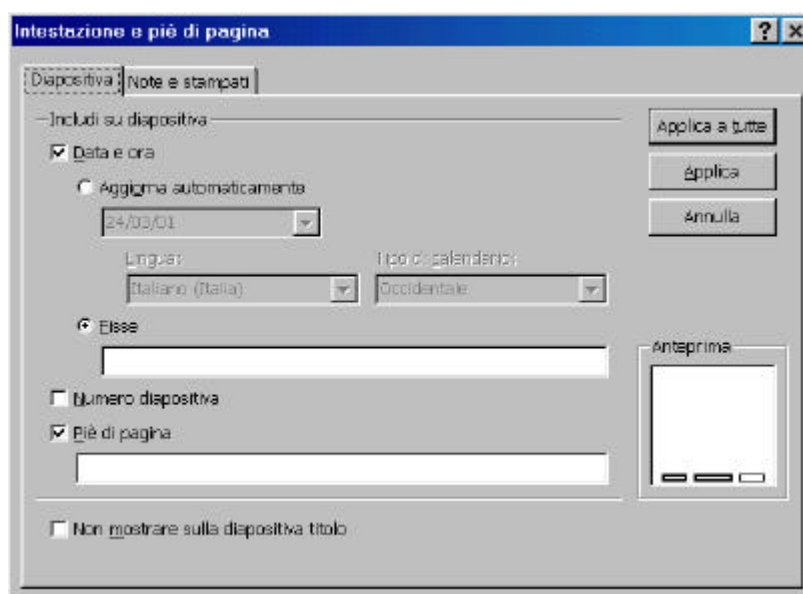 Intestazione e piè di pagina
Diapositiva Note e stampati
Includi su diapositiva
Applica a tutte
Data e ora
Applica
Aggiorna automaticamente
24/03/01
Annulla
Lingua: Tipo di calendario:
Italiano (Italia) Occidentale
Fisse
Anteprima
Numero diapositiva
Piè di pagina
Non mostrare sulla diapositiva titolo